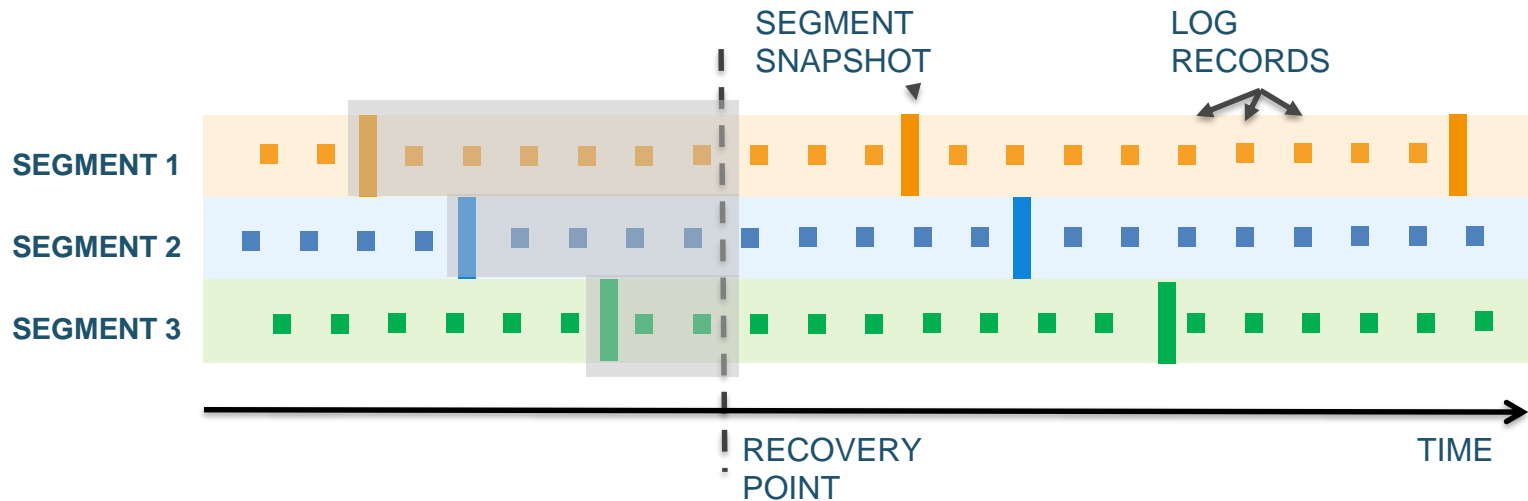 SEGMENT
SNAPSHOT
LOG
RECORDS
SEGMENT 1
SEGMENT 2
SEGMENT 3
RECOVERY
POINT
TIME